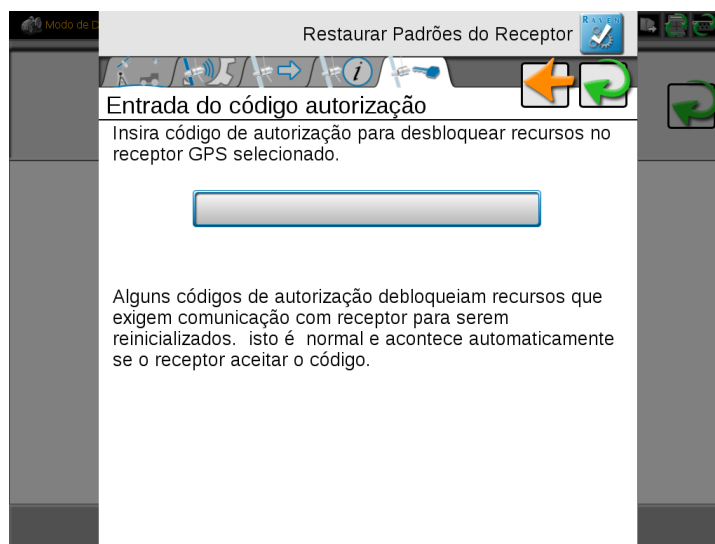 Modo de D
Restaurar Padrões do Receptor
RAVEN
i
Entrada do código autorização
Insira código de autorização para desbloquear recursos no
receptor GPS selecionado.
Alguns códigos de autorização debloqueiam recursos que
exigem comunicação com receptor para serem
reinicializados.  isto é  normal e acontece automaticamente
se o receptor aceitar o código.